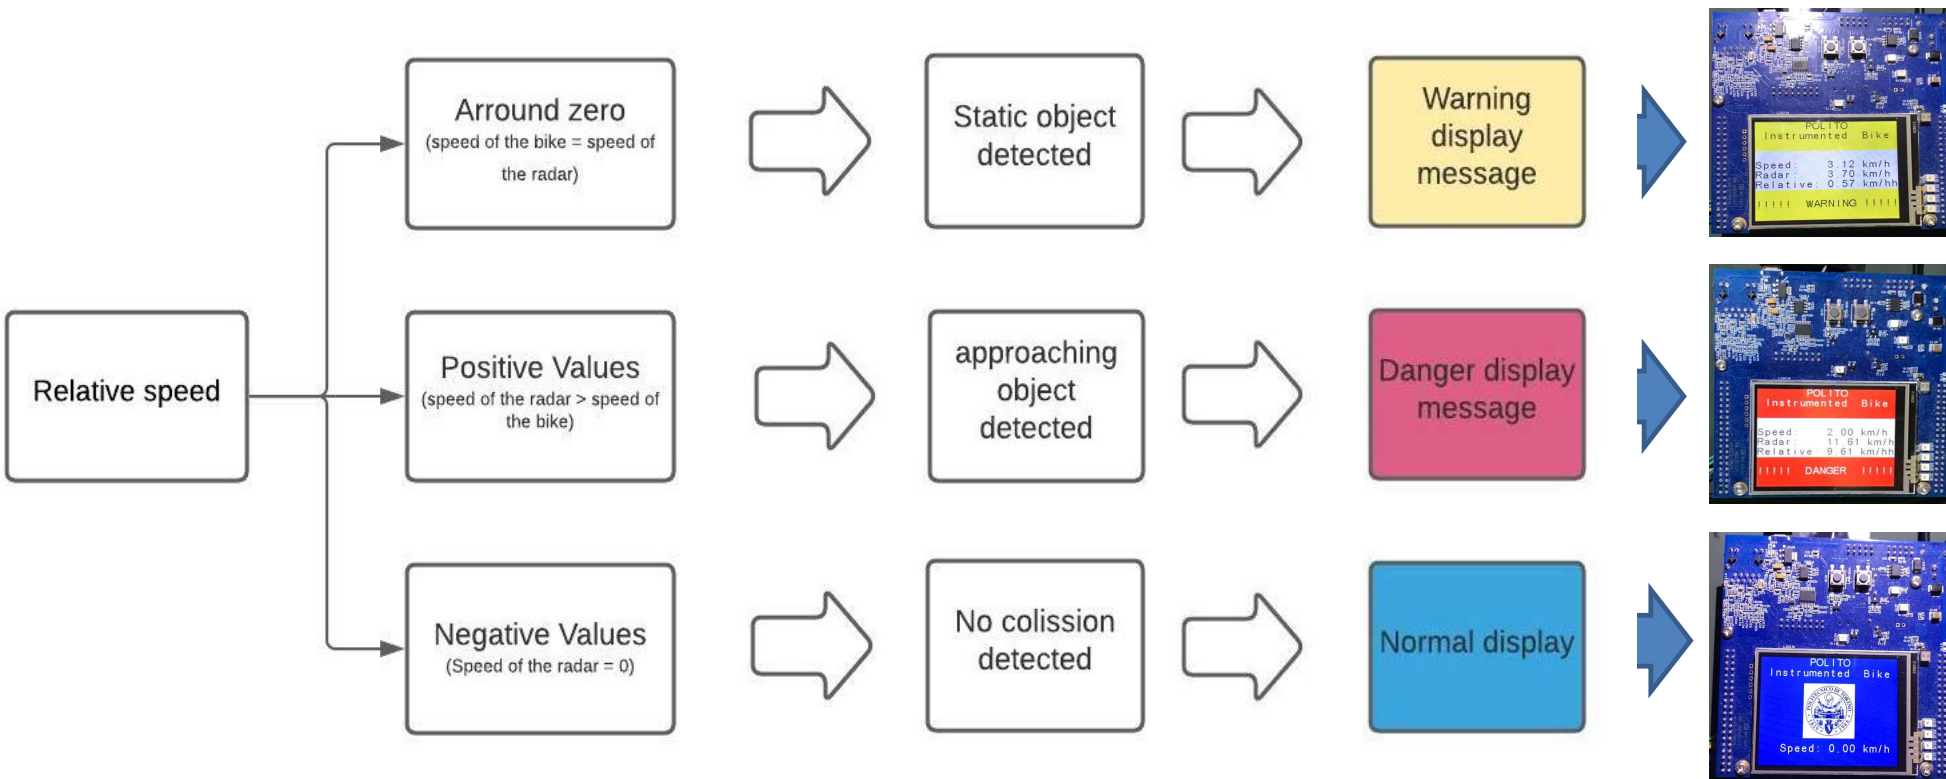 Relative speed
Arround zero
(speed of the bike = speed of
the radar)
Static object
detected
Warning
display
message
POLITO
Instrumented Bike
Speed: 3.12 km/h
Radar: 3.70 km/h
Relative: 0.57 km/hh
!!!!! WARNING !!!!!
Positive Values
(speed of the radar > speed of
the bike)
approaching
object
detected
Danger display
message
POLITO
Instrumented Bike
Speed: 2.00 km/h
Radar: 11.61 km/h
Relative 9.61 km/hh
!!!!! DANGER !!!!!
Negative Values
(Speed of the radar = 0)
No colission
detected
Normal display
POLITO
Instrumented Bike
Speed: 0.00 km/h